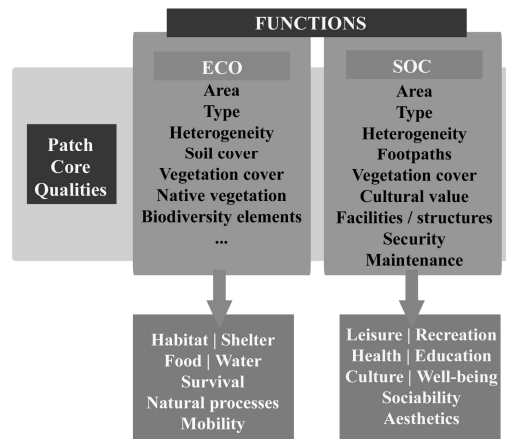 FUNCTIONS
ECO
Area
Type
Heterogeneity
Soil cover
Vegetation cover
Native vegetation
Biodiversity elements
...
SOC
Area
Type
Heterogeneity
Footpaths
Vegetation cover
Cultural value
Facilities / structures
Security
Maintenance
Patch
Core
Qualities
Habitat | Shelter
Food | Water
Survival
Natural processes
Mobility
Leisure | Recreation
Health | Education
Culture | Well-being
Sociability
Aesthetics